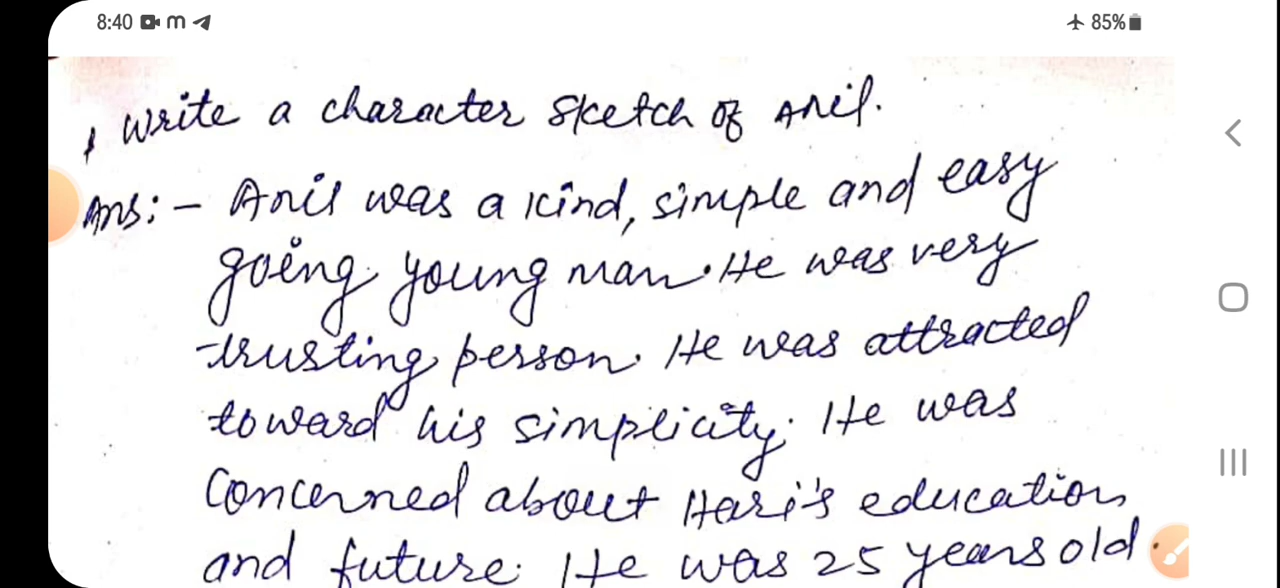 8:40
85%
1 Write a character sketch of Anil.
Ans:- Anil was a kind, simple and easy
going young man. He was very
trusting person. He was attracted
toward his simplicity. He was
Concerned about Hari's education
and future. He was 25 years old.